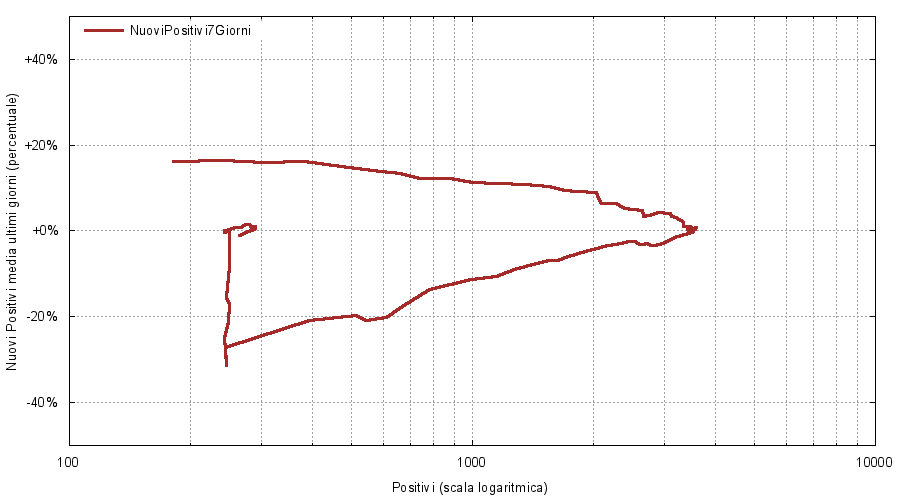 NuoviPositivi7Giorni
+40%
+20%
+0%
-20%
-40%
Nuovi Positivi media ultimi giorni (percentuale)
100
1000
10000
Positivi (scala logaritmica)